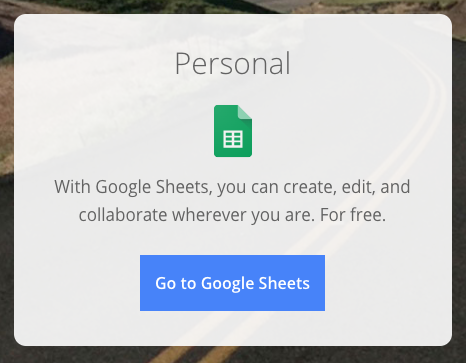 Personal
With Google Sheets, you can create, edit, and
collaborate wherever you are. For free.
Go to Google Sheets